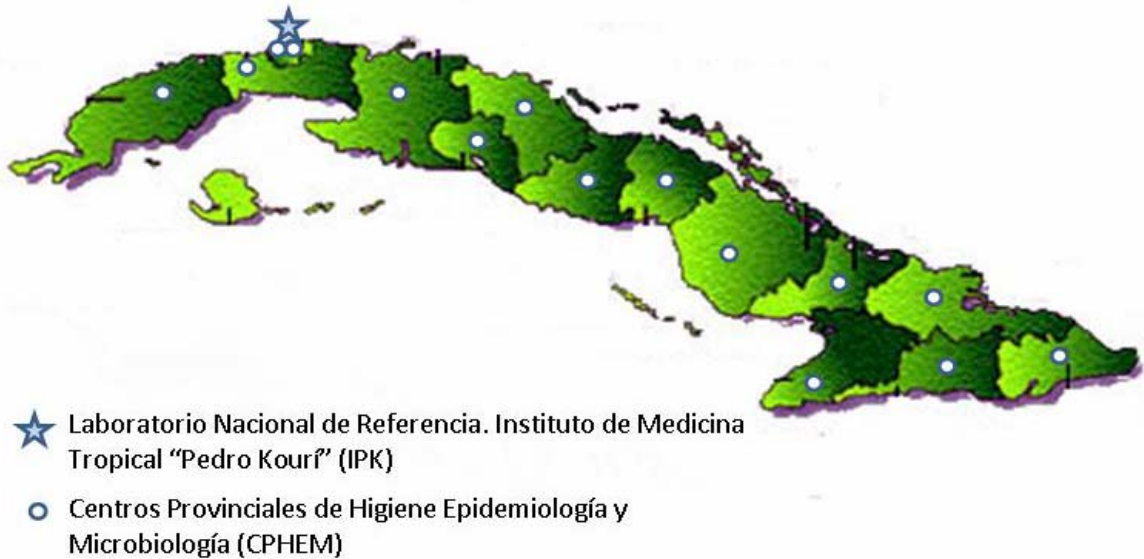 Laboratorio Nacional de Referencia. Instituto de Medicina
Tropical “Pedro Kourí” (IPK)
Centros Provinciales de Higiene Epidemiología y
Microbiología (CPHEM)